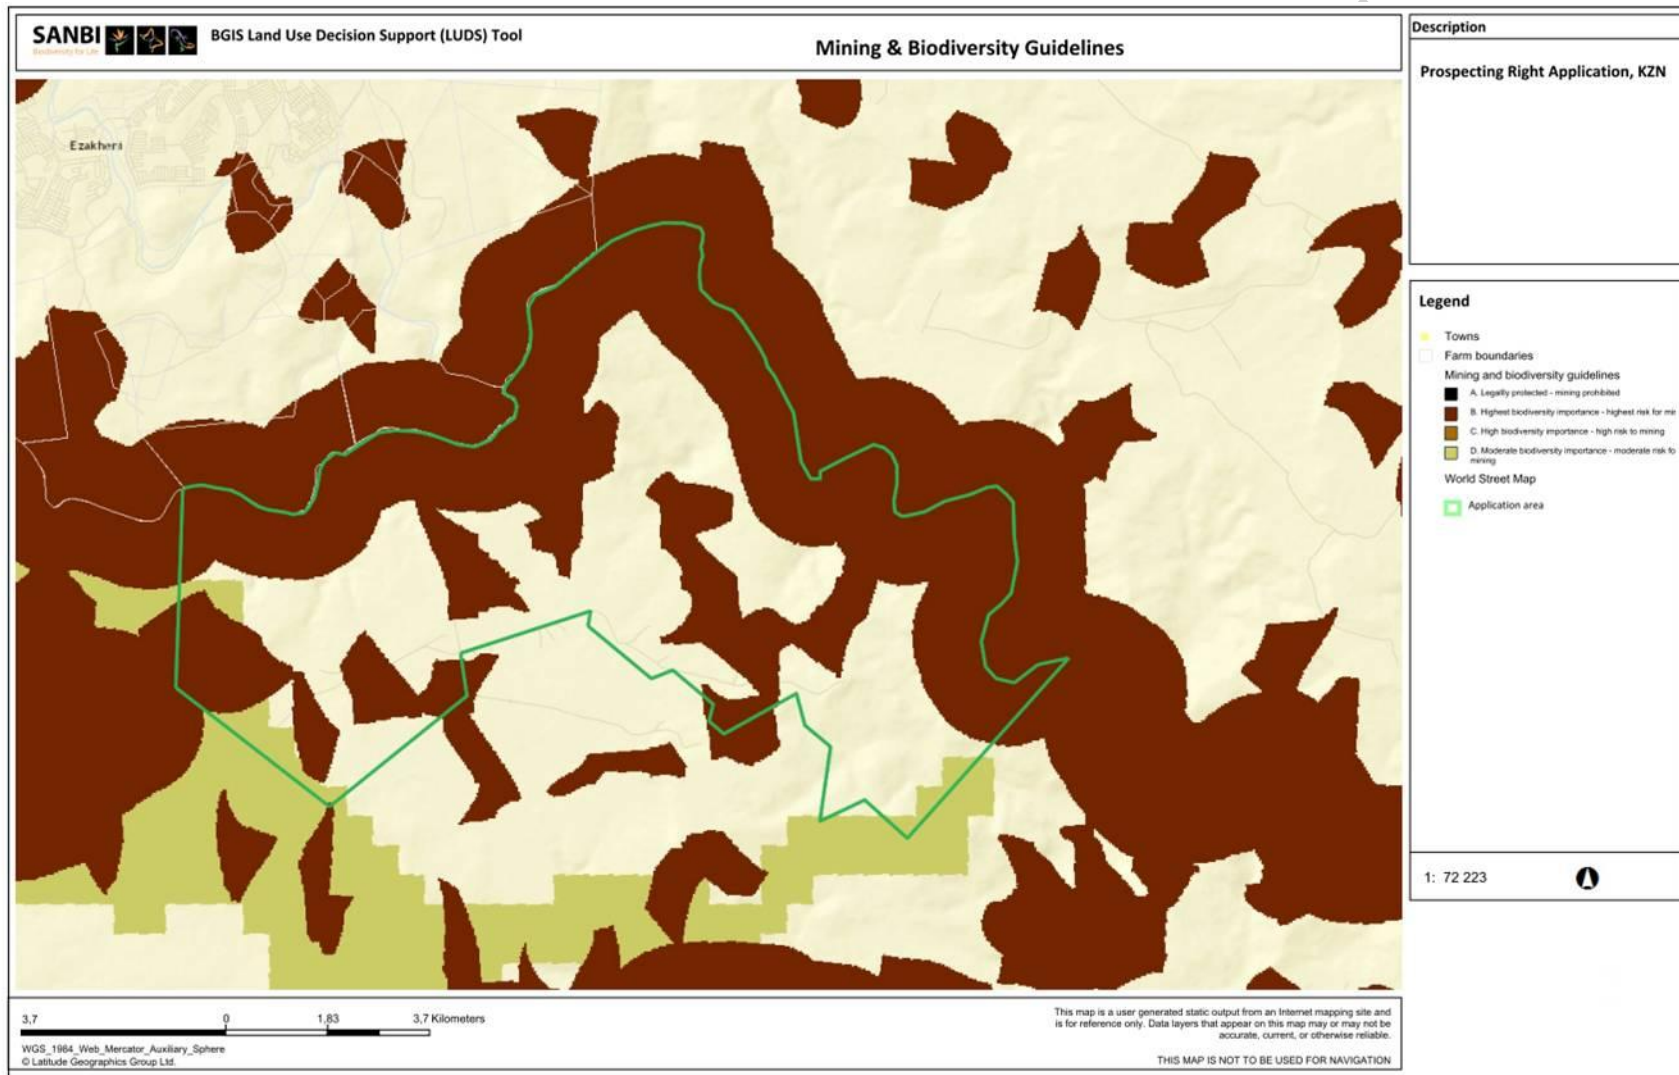 SANBI
Biodiversity for Life
BGIS Land Use Decision Support (LUDS) Tool
Mining & Biodiversity Guidelines
Description
Prospecting Right Application, KZN
Ezakheni
Legend
Towns
Farm boundaries
Mining and biodiversity guidelines
A. Legally protected - mining prohibited
B. Highest biodiversity importance - highest risk for mi
C. High biodiversity importance - high risk to mining
D. Moderate biodiversity importance - moderate risk fo
mining
World Street Map
Application area
1: 72 223
3,7 0 1,83 3,7 Kilometers
WGS_1984_Web_Mercator_Auxiliary_Sphere
© Latitude Geographics Group Ltd.
This map is a user generated static output from an Internet mapping site and
is for reference only. Data layers that appear on this map may or may not be
accurate, current, or otherwise reliable.
THIS MAP IS NOT TO BE USED FOR NAVIGATION